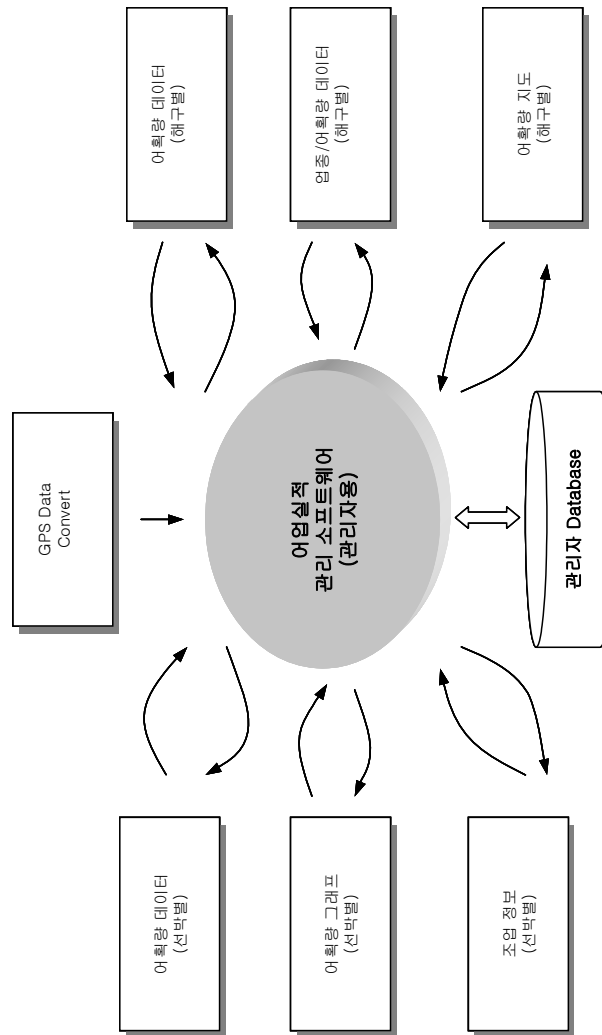 어획량 데이터
(선박별)
GPS Data
Convert
어획량 데이터
(해구별)
어획량 그래프
(선박별)
어업실적
관리 소프트웨어
(관리자용)
업종/어획량 데이터
(해구별)
조업 정보
(선박별)
관리자 Database
어획량 지도
(해구별)